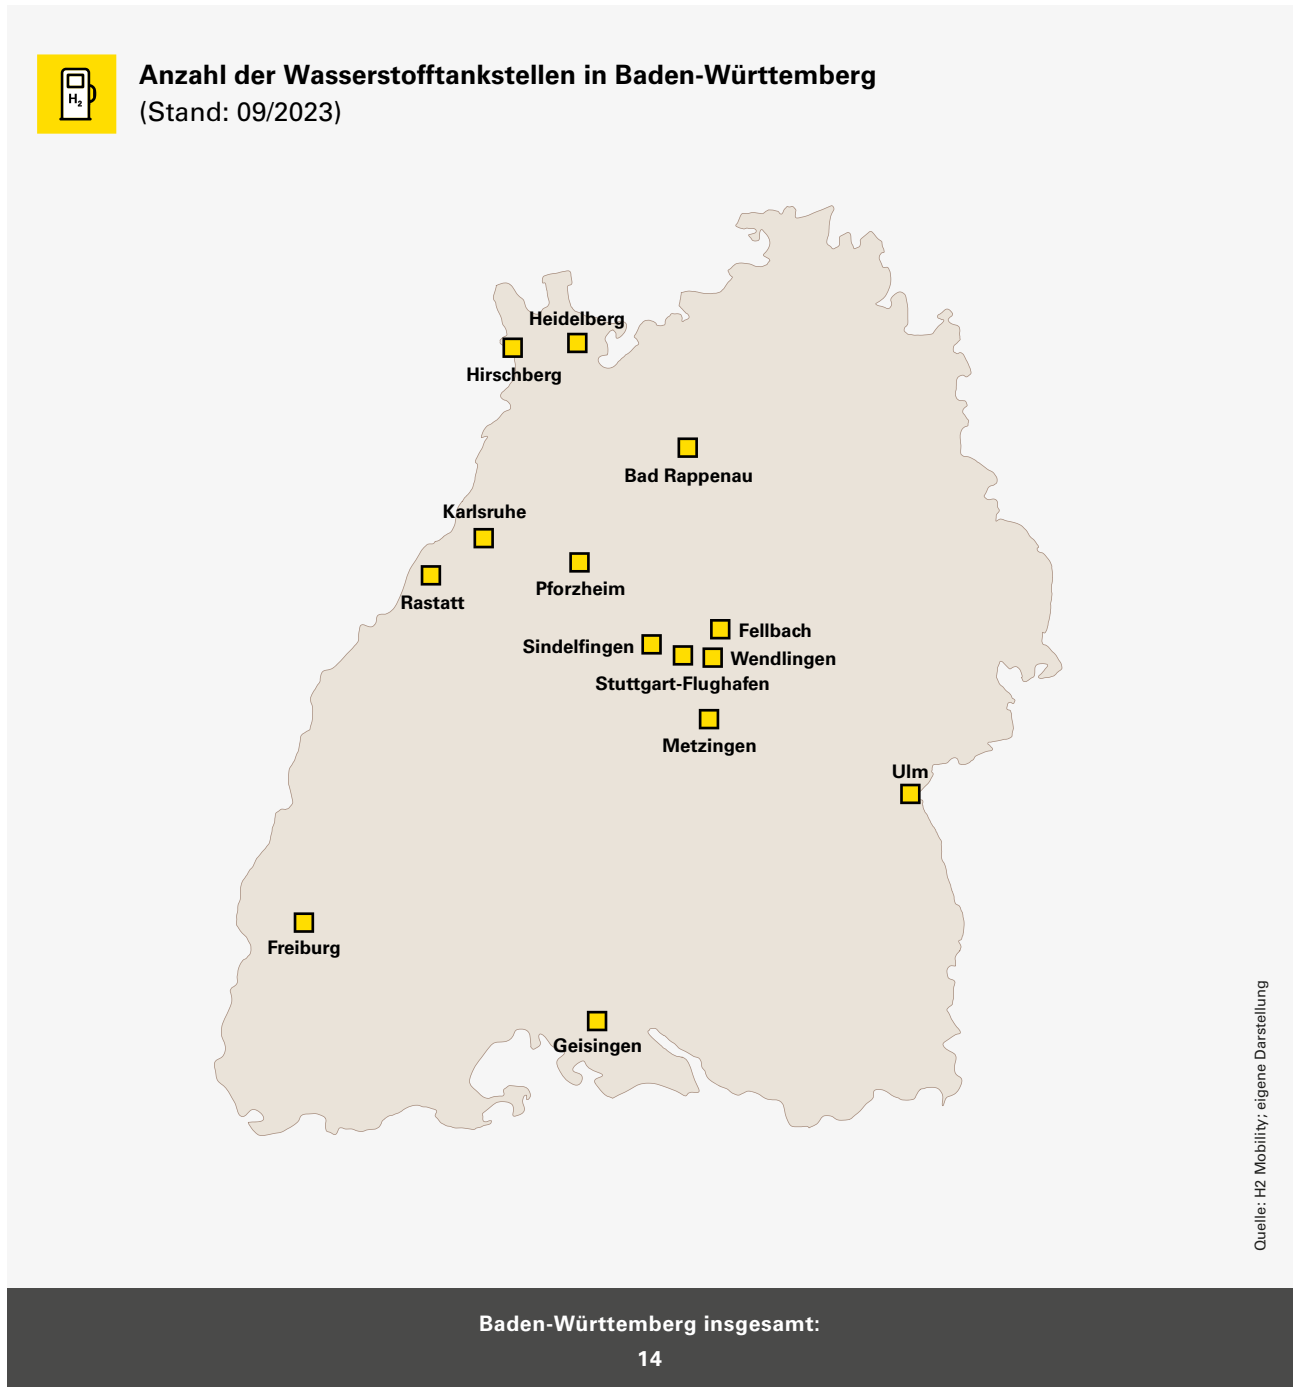 H2
Anzahl der Wasserstofftankstellen in Baden-Württemberg
(Stand: 09/2023)
Heidelberg
Hirschberg
Bad Rappenau
Karlsruhe
Pforzheim
Rastatt
Fellbach
Sindelfingen
Wendlingen
Stuttgart-Flughafen
Metzingen
Ulm
Freiburg
Geisingen
Quelle: H2 Mobility; eigene Darstellung
Baden-Württemberg insgesamt:
14